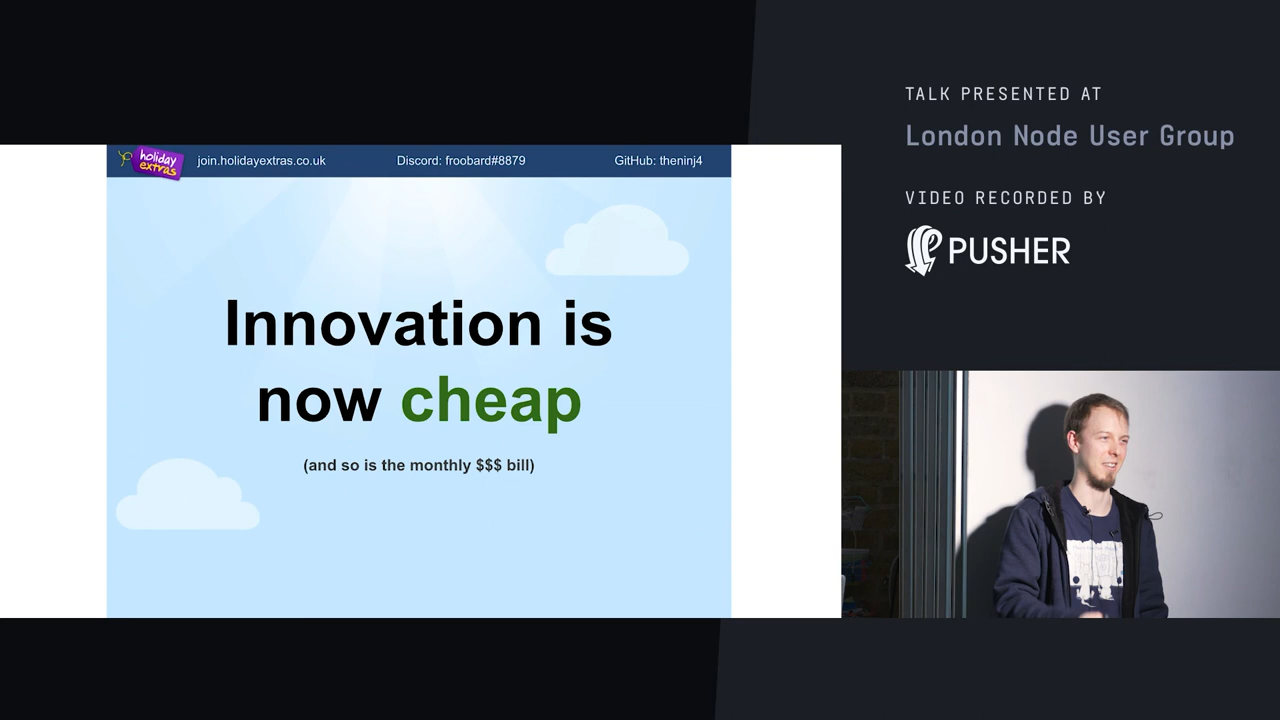 holiday
extras
join.holidayextras.co.uk
Discord: froobard#8879
GitHub: theninj4
Innovation is
now cheap
(and so is the monthly $$$ bill)
TALK PRESENTED AT
London Node User Group
VIDEO RECORDED BY
PUSHER